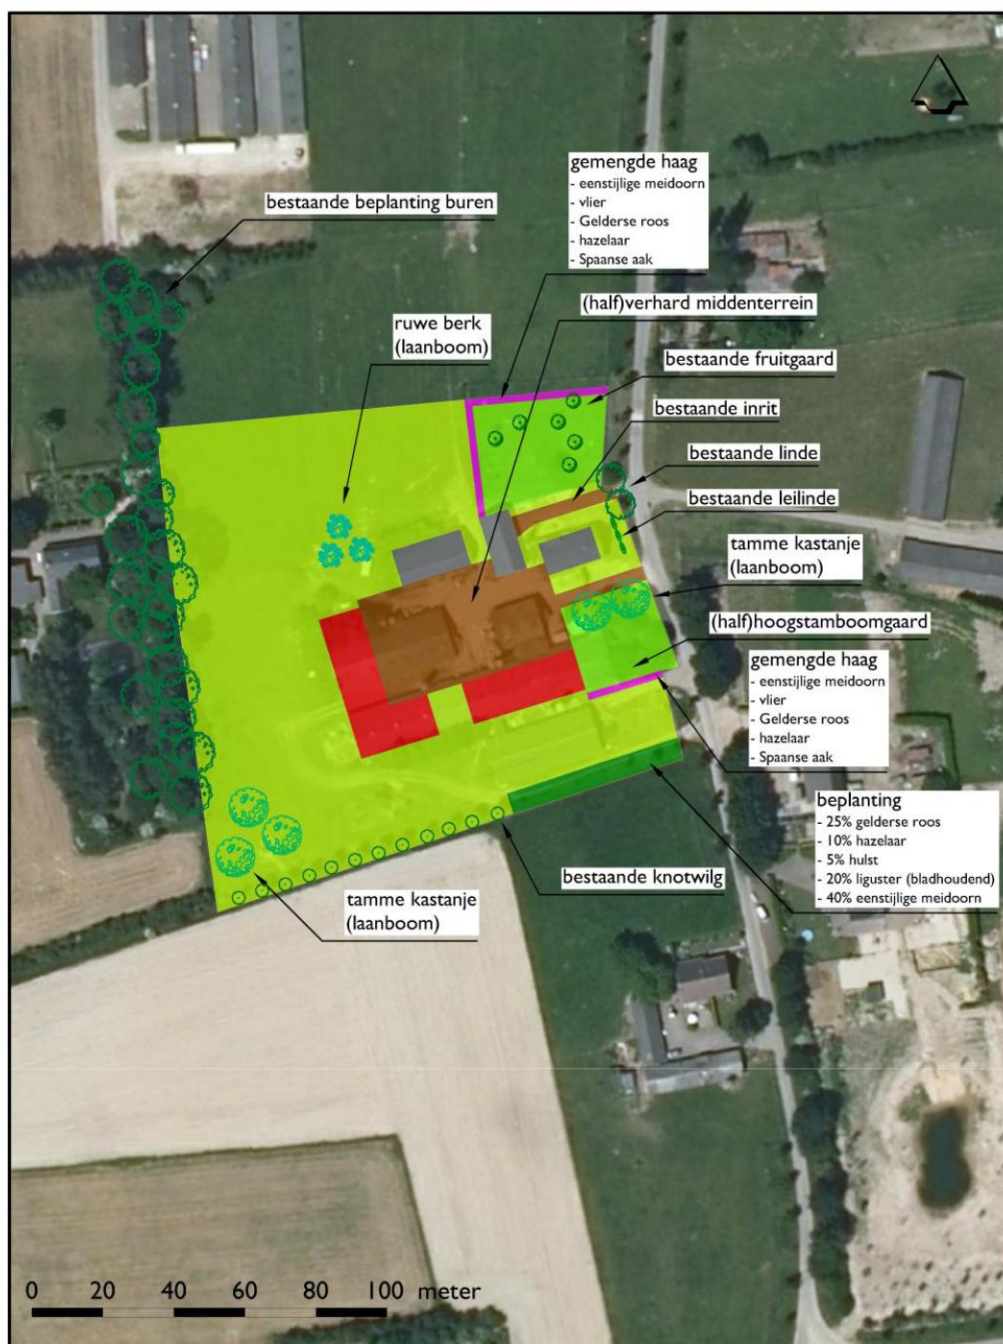 gemengde haag
- eenstijlige meidoorn
- vlier
- Gelderse roos
- hazelaar
- Spaanse aak
bestaande beplanting buren
(half)verhard middenterrein
ruwe berk
(laanboom)
bestaande fruitgaard
bestaande inrit
bestaande linde
bestaande leilinde
tamme kastanje
(laanboom)
(half)hoogstamboomgaard
gemengde haag
- eenstijlige meidoorn
- vlier
- Gelderse roos
- hazelaar
- Spaanse aak
beplanting
- 25% gelderse roos
- 10% hazelaar
- 5% hulst
- 20% liguster (bladhoudend)
- 40% eenstijlige meidoorn
bestaande knotwilg
tamme kastanje
(laanboom)
0 20 40 60 80 100 meter